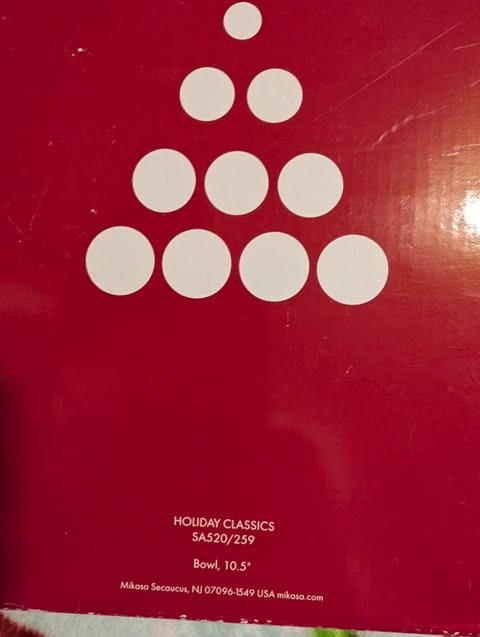 HOLIDAY CLASSICS
SA520/259
Bowl, 10.5"
Mikasa Secaucus, NJ 07096-1549 USA mikasa.com